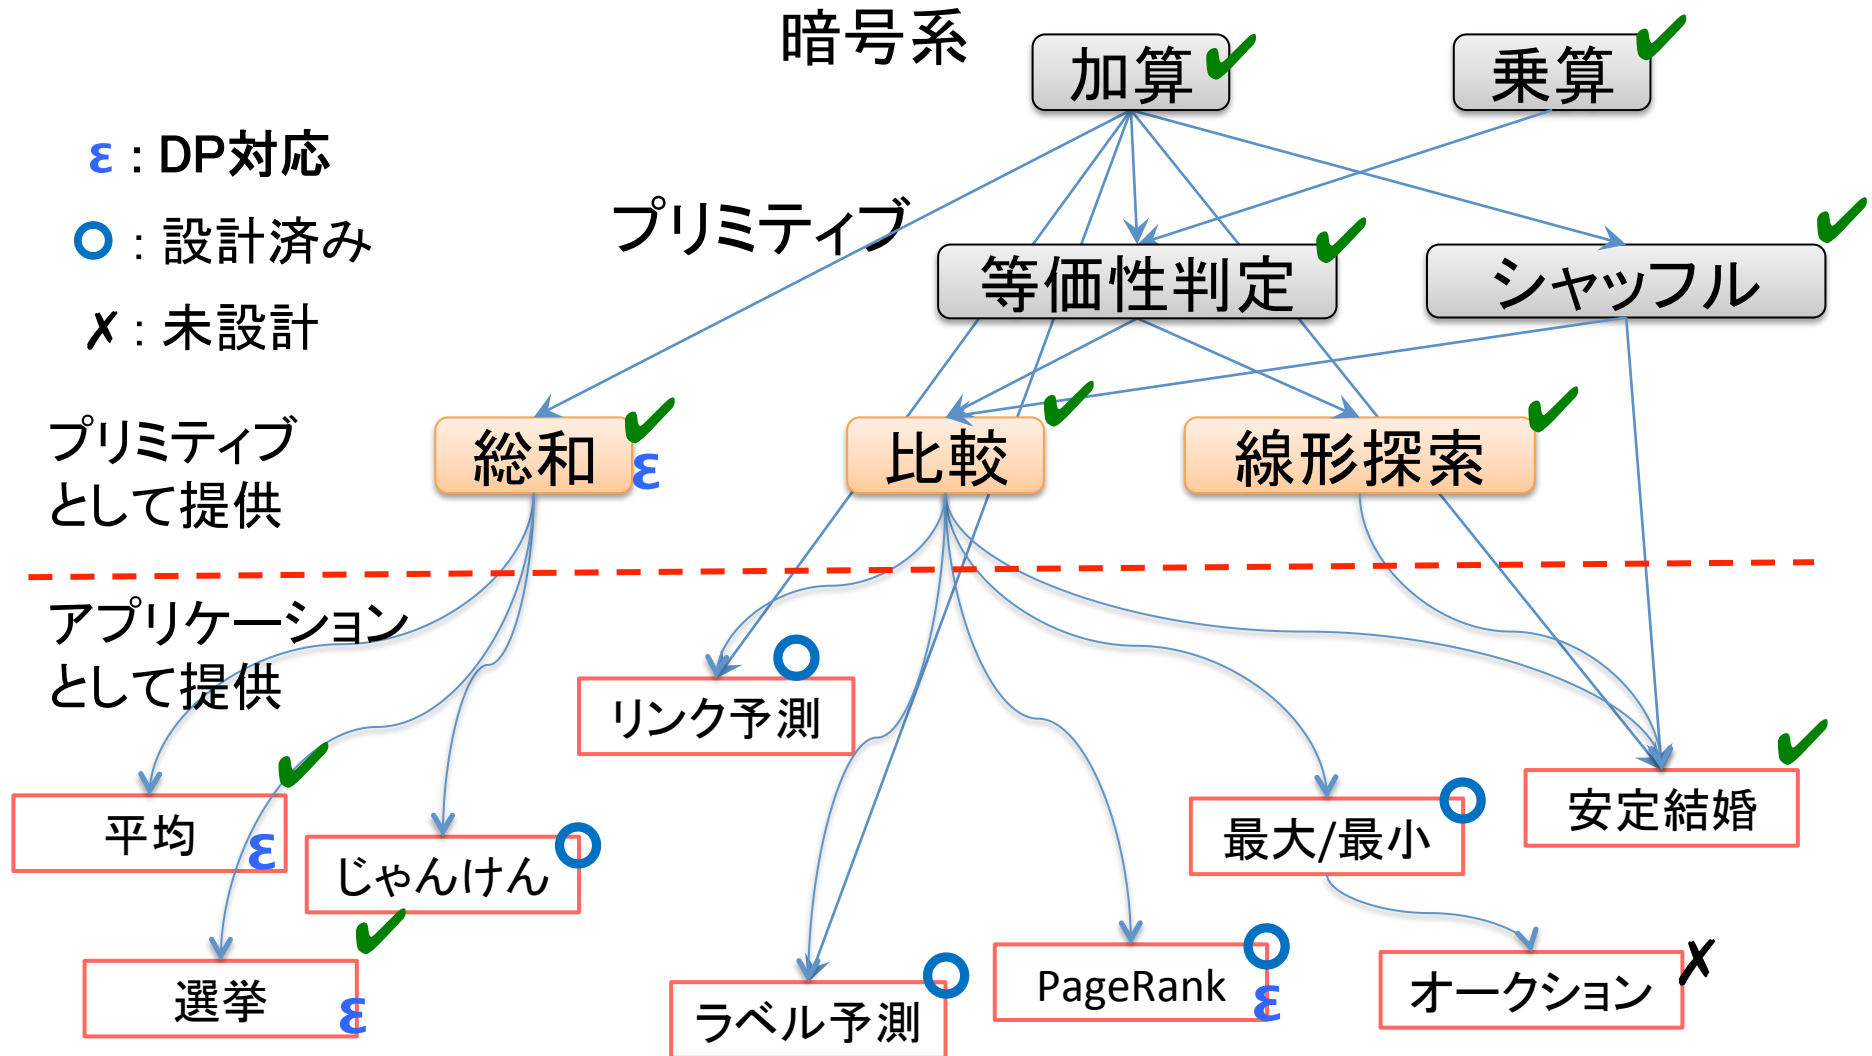 暗号系
加算
乗算
ε : DP対応
○ : 設計済み
✗ : 未設計
プリミティブ
等価性判定
シャッフル
プリミティブ
として提供
総和
ε
比較
線形探索
アプリケーション
として提供
リンク予測
平均
ε
じゃんけん
最大/最小
安定結婚
選挙
ε
ラベル予測
PageRank
ε
オークション
✗